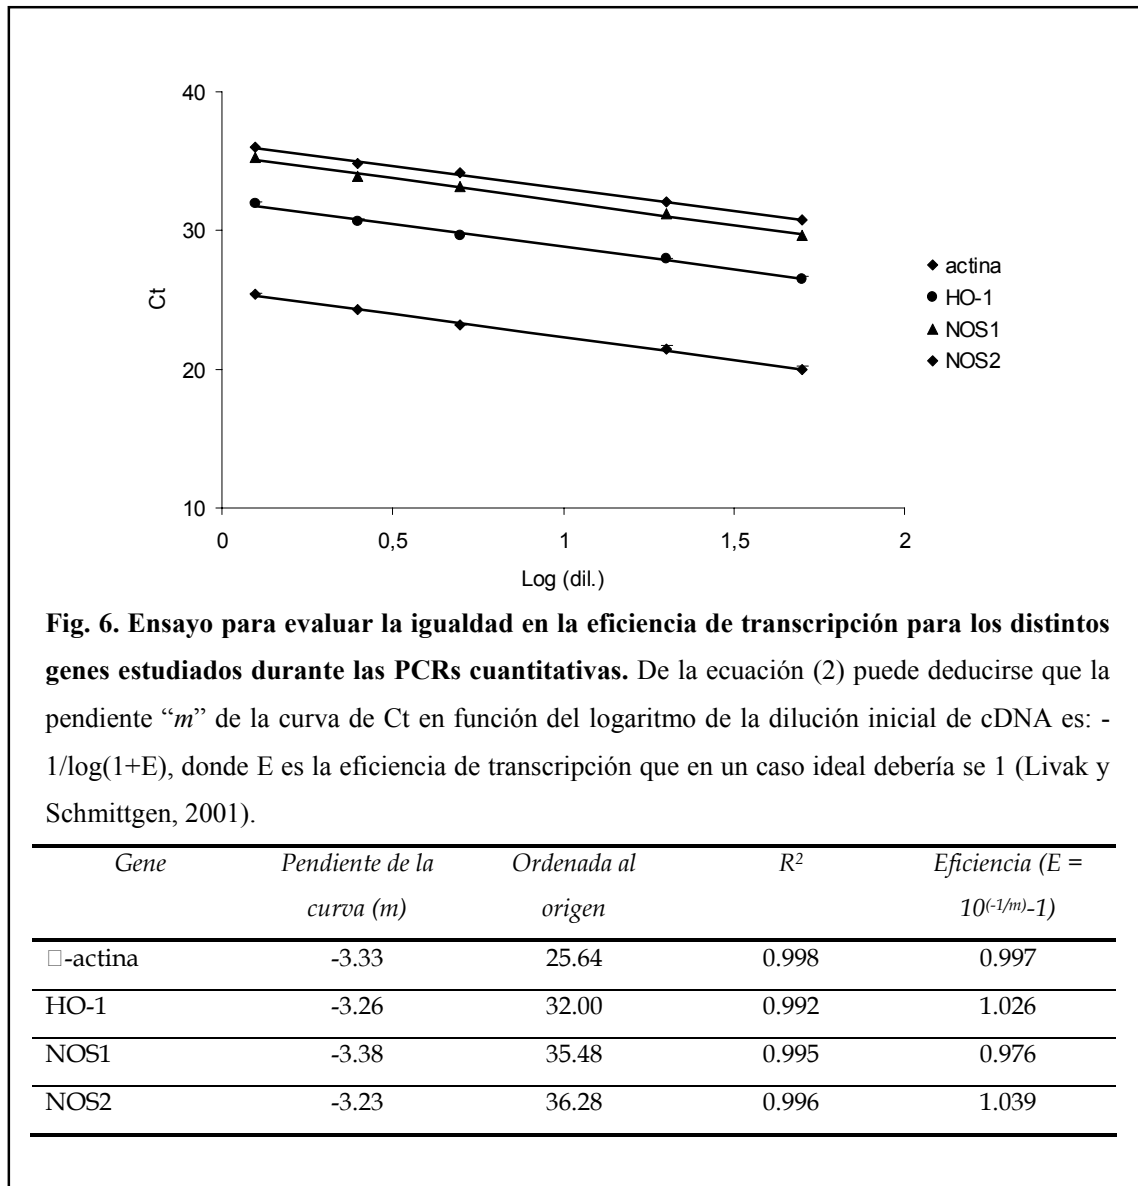 40
30
20
10
Ct
0
0,5
1
1,5
2
Log (dil.)
actina
HO-1
NOS1
NOS2
Fig. 6. Ensayo para evaluar la igualdad en la eficiencia de transcripción para los distintos
genes estudiados durante las PCRs cuantitativas. De la ecuación (2) puede deducirse que la
pendiente “m” de la curva de Ct en función del logaritmo de la dilución inicial de cDNA es: -
1/log(1+E), donde E es la eficiencia de transcripción que en un caso ideal debería se 1 (Livak y
Schmittgen, 2001).
Gene Pendiente de la Ordenada al R² Eficiencia (E =
curva (m) origen 10^(-1/m)-1)
□-actina -3.33 25.64 0.998 0.997
HO-1 -3.26 32.00 0.992 1.026
NOS1 -3.38 35.48 0.995 0.976
NOS2 -3.23 36.28 0.996 1.039